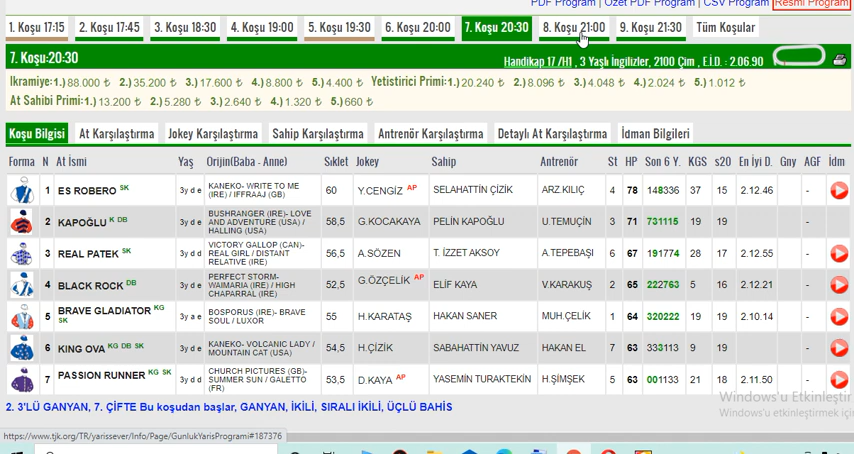 PDF Program | Özet PDF Program | CSV Program | Resmi Program
1. Koşu 17:15 2. Koşu 17:45 3. Koşu 18:30 4. Koşu 19:00 5. Koşu 19:30 6. Koşu 20:00 7. Koşu 20:30 8. Koşu 21:00 9. Koşu 21:30 Tüm Koşular
7. Koşu:20:30
Handikap 17 /H1 , 3 Yaşlı İngilizler, 2100 Çim , E.İ.D. : 2.06.90
Ikramiye: 1.) 88.000 ₺ 2.) 35.200 ₺ 3.) 17.600 ₺ 4.) 8.800 ₺ 5.) 4.400 ₺ Yetistirici Primi: 1.) 20.240 ₺ 2.) 8.096 ₺ 3.) 4.048 ₺ 4.) 2.024 ₺ 5.) 1.012 ₺
At Sahibi Primi: 1.) 13.200 ₺ 2.) 5.280 ₺ 3.) 2.640 ₺ 4.) 1.320 ₺ 5.) 660 ₺
Koşu Bilgisi At Karşılaştırma Jokey Karşılaştırma Sahip Karşılaştırma Antrenör Karşılaştırma Detaylı At Karşılaştırma İdman Bilgileri
Forma N At İsmi Yaş Orijin(Baba - Anne) Sıklet Jokey Sahip Antrenör St HP Son 6 Y. KGS s20 En İyi D. Gny AGF İdm
1 ES ROBERO SK 3y d e KANEKO- WRITE TO ME (IRE) / IFFRAAJ (GB) 60 Y.CENGİZ AP SELAHATTİN ÇİZİK ARZ.KILIÇ 4 78 148336 37 15 2.12.46 -
2 KAPOĞLU K DB 3y d e BUSHRANGER (IRE)- LOVE AND ADVENTURE (USA) / HALLING (USA) 58,5 G.KOCAKAYA PELİN KAPOĞLU U.TEMUÇİN 3 71 731115 19 19 -
3 REAL PATEK SK 3y d d VICTORY GALLOP (CAN)- REAL GIRL / DISTANT RELATIVE (IRE) 56,5 A.SÖZEN T. İZZET AKSOY A.TEPEBAŞI 6 67 191774 28 17 2.12.55 -
4 BLACK ROCK DB 3y d e PERFECT STORM- WAIMARIA (IRE) / HIGH CHAPARRAL (IRE) 52,5 G.ÖZÇELİK AP ELİF KAYA V.KARAKUŞ 2 65 222763 5 16 2.12.21 -
5 BRAVE GLADIATOR KG SK 3y a e BOSPORUS (IRE)- BRAVE SOUL / LUXOR 55 H.KARATAŞ HAKAN SANER MUH.ÇELİK 1 64 320222 19 19 2.10.14 -
6 KING OVA KG DB SK 3y d e KANEKO- VOLCANIC LADY / MOUNTAIN CAT (USA) 54,5 H.ÇİZİK SABAHATTİN YAVUZ HAKAN EL 7 63 333113 9 19 -
7 PASSION RUNNER KG SK 3y d d CHURCH PICTURES (GB)- SUMMER SUN / GALETTO (FR) 53,5 D.KAYA AP YASEMIN TURAKTEKİN H.ŞİMŞEK 5 63 001133 21 18 2.11.50 -
2. 3'LÜ GANYAN, 7. ÇİFTE Bu koşudan başlar, GANYAN, İKİLİ, SIRALI İKİLİ, ÜÇLÜ BAHİS
Windows'u Etkinleştir
Windows'u etkinleştirmek için
https://www.tjk.org/TR/yarissever/Info/Page/GunlukYarisProgrami#187376